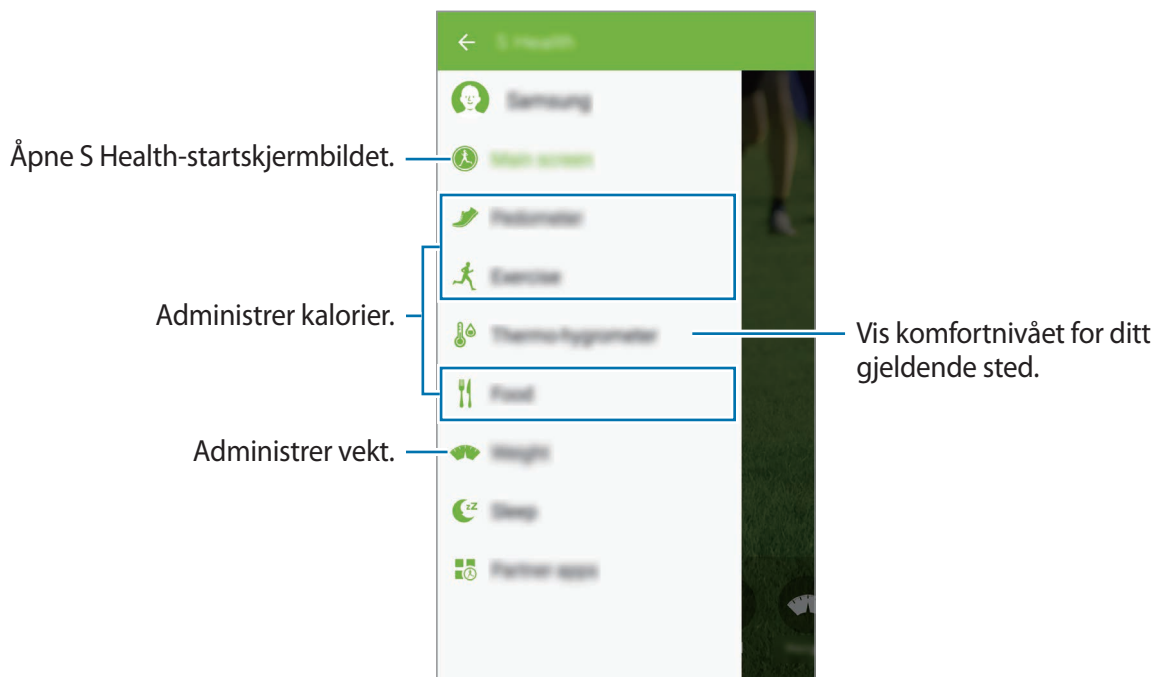 S Health
Samsung
Åpne S Health-startskjermbildet.
Main screen
Pedometer
Exercise
Administrer kalorier.
Thermo-hygrometer
Vis komfortnivået for ditt
gjeldende sted.
Food
Administrer vekt.
Weight
Sleep
Partner apps